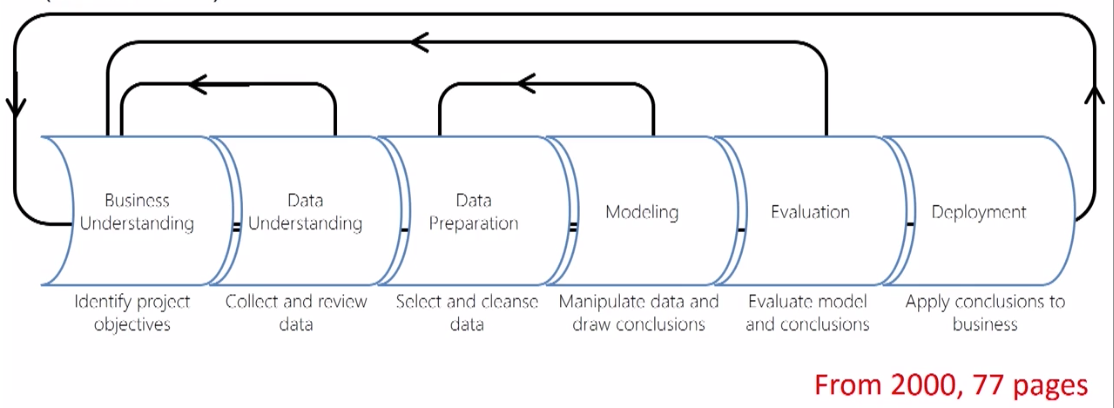 Business
Understanding
Data
Understanding
Data
Preparation
Modeling
Evaluation
Deployment
Identify project
objectives
Collect and review
data
Select and cleanse
data
Manipulate data and
draw conclusions
Evaluate model
and conclusions
Apply conclusions to
business
From 2000, 77 pages